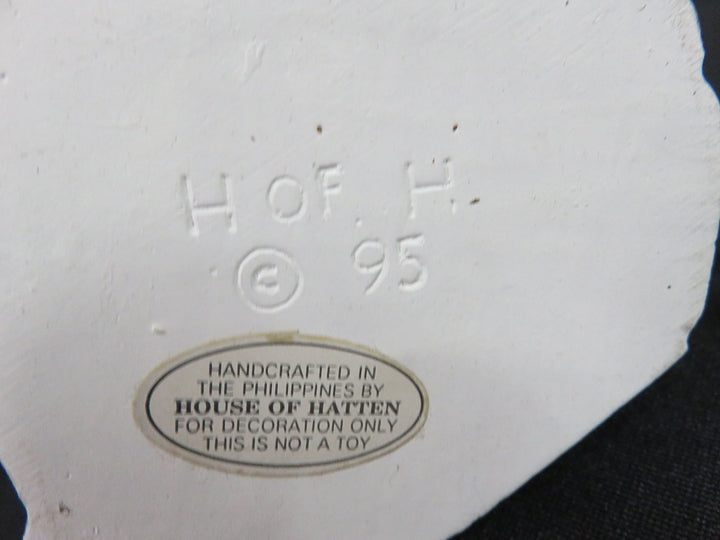 H OF. H.
© 95
HANDCRAFTED IN
THE PHILIPPINES BY
HOUSE OF HATTEN
FOR DECORATION ONLY
THIS IS NOT A TOY